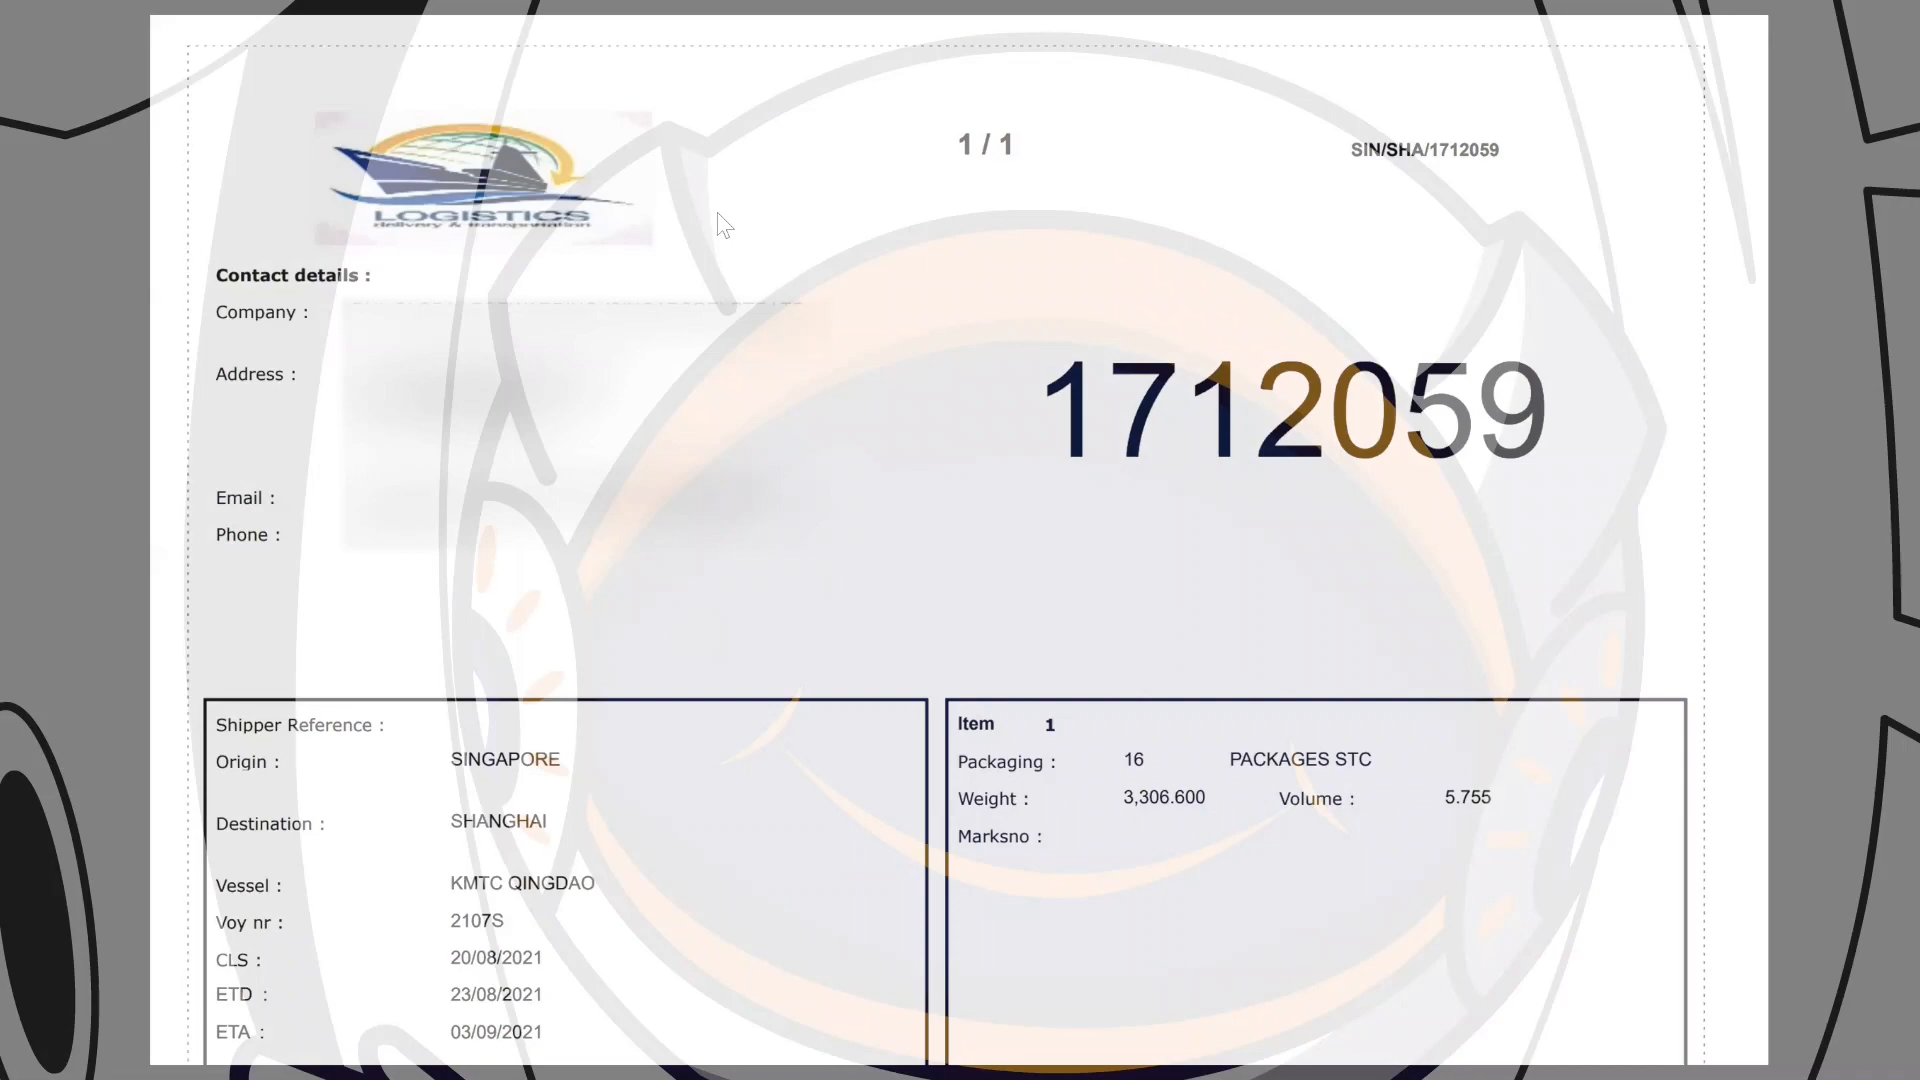 1 / 1
SIN/SHA/1712059
LOGISTICS
delivery & transportation
Contact details :
Company :
Address :
1712059
Email :
Phone :
Shipper Reference :
Origin : SINGAPORE
Destination : SHANGHAI
Vessel : KMTC QINGDAO
Voy nr : 2107S
CLS : 20/08/2021
ETD : 23/08/2021
ETA : 03/09/2021
Item 1
Packaging : 16 PACKAGES STC
Weight : 3,306.600 Volume : 5.755
Marksno :